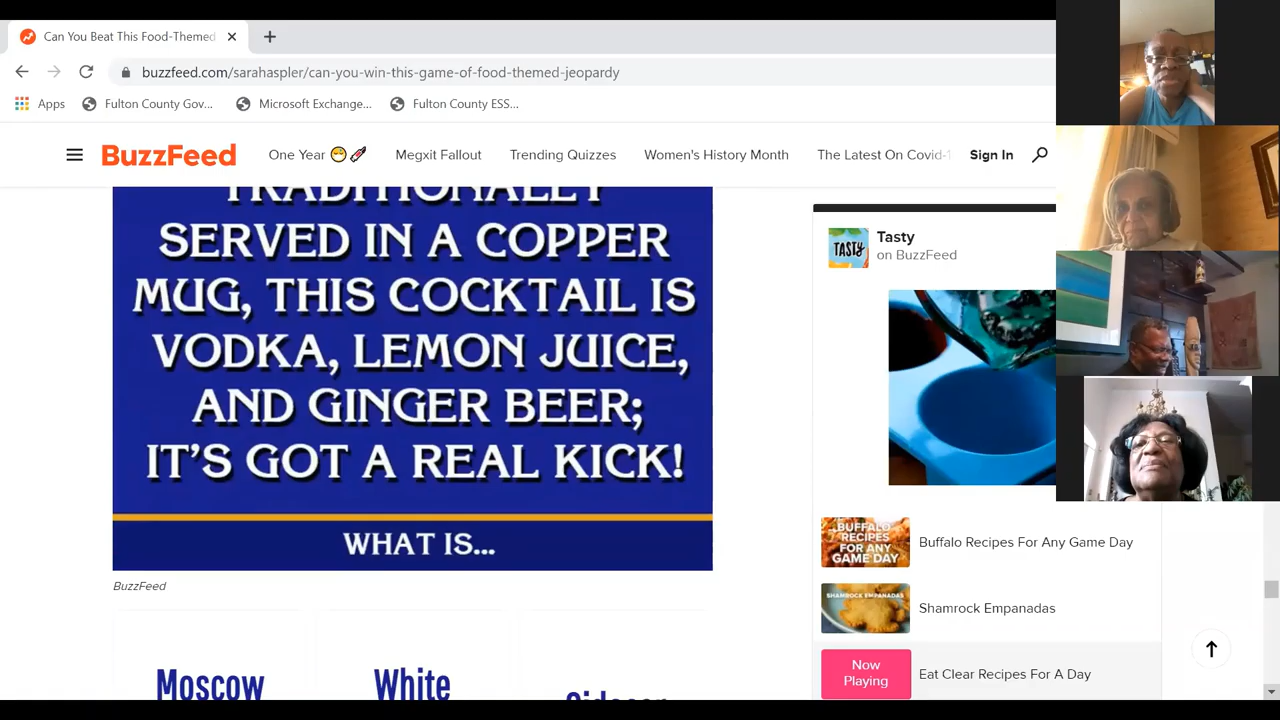 Can You Beat This Food-Themed
buzzfeed.com/sarahaspler/can-you-win-this-game-of-food-themed-jeopardy
Apps Fulton County Gov... Microsoft Exchange... Fulton County ESS...
BuzzFeed One Year Megxit Fallout Trending Quizzes Women's History Month The Latest On Covid-1 Sign In
TRADITIONALLY
SERVED IN A COPPER
MUG, THIS COCKTAIL IS
VODKA, LEMON JUICE,
AND GINGER BEER;
IT'S GOT A REAL KICK!
WHAT IS...
BuzzFeed
Moscow White Sidecar
TASTY
Tasty
on BuzzFeed
BUFFALO
RECIPES
FOR ANY
GAME DAY
Buffalo Recipes For Any Game Day
SHAMROCK EMPANADAS
Shamrock Empanadas
Now
Playing
Eat Clear Recipes For A Day